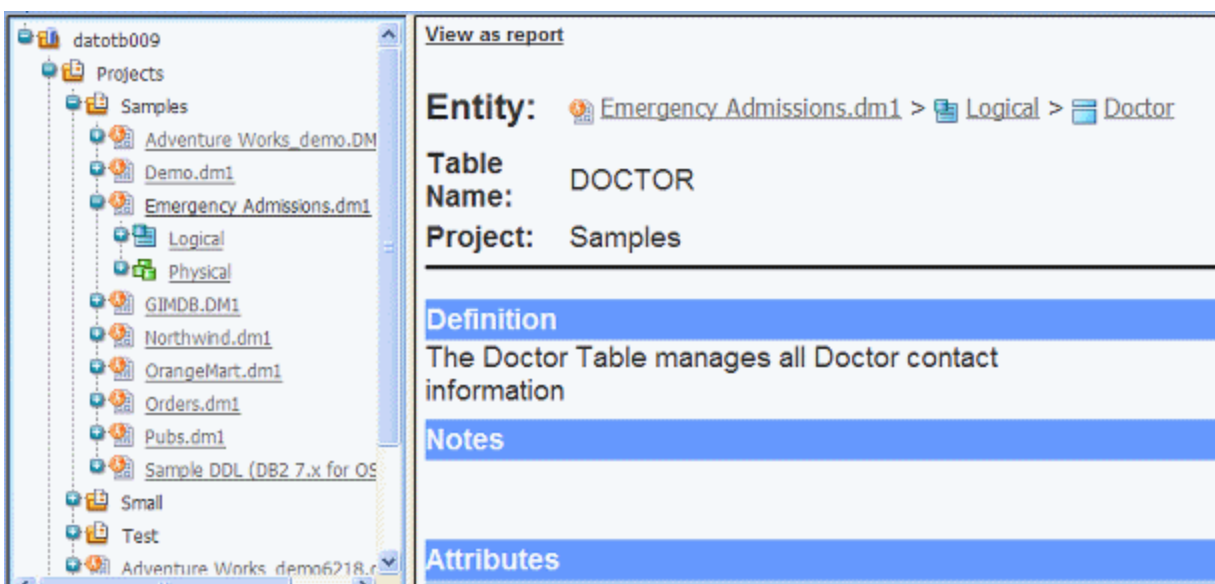 datotb009
Projects
Samples
Adventure Works_demo.DM
Demo.dm1
Emergency Admissions.dm1
Logical
Physical
GIMDB.DM1
Northwind.dm1
OrangeMart.dm1
Orders.dm1
Pubs.dm1
Sample DDL (DB2 7.x for OS
Small
Test
Adventure Works_demo6218.
View as report
Entity: Emergency Admissions.dm1 > Logical > Doctor
Table
Name: DOCTOR
Project: Samples
Definition
The Doctor Table manages all Doctor contact
information
Notes
Attributes